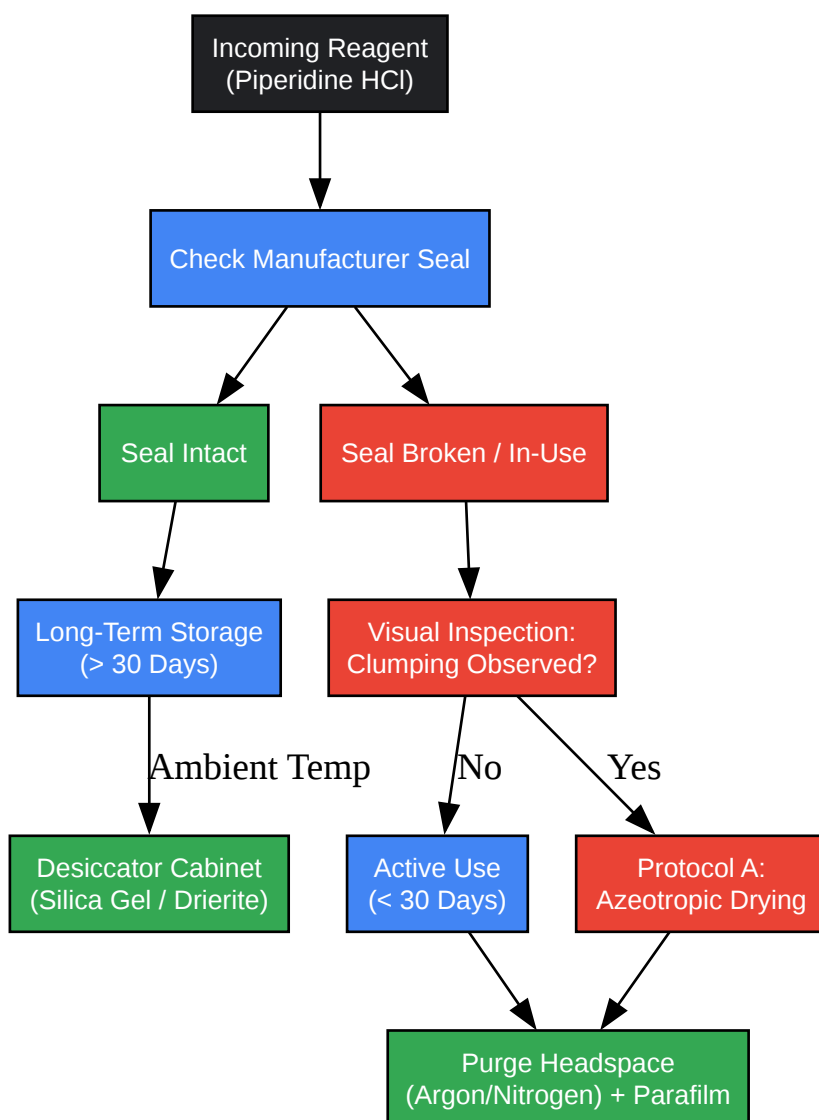 Incoming Reagent
(Piperidine HCl)
Check Manufacturer Seal
Seal Intact
Seal Broken / In-Use
Long-Term Storage
(> 30 Days)
Visual Inspection:
Clumping Observed?
Ambient Temp
No
Yes
Desiccator Cabinet
(Silica Gel / Drierite)
Active Use
(< 30 Days)
Protocol A:
Azeotropic Drying
Purge Headspace
(Argon/Nitrogen) + Parafilm